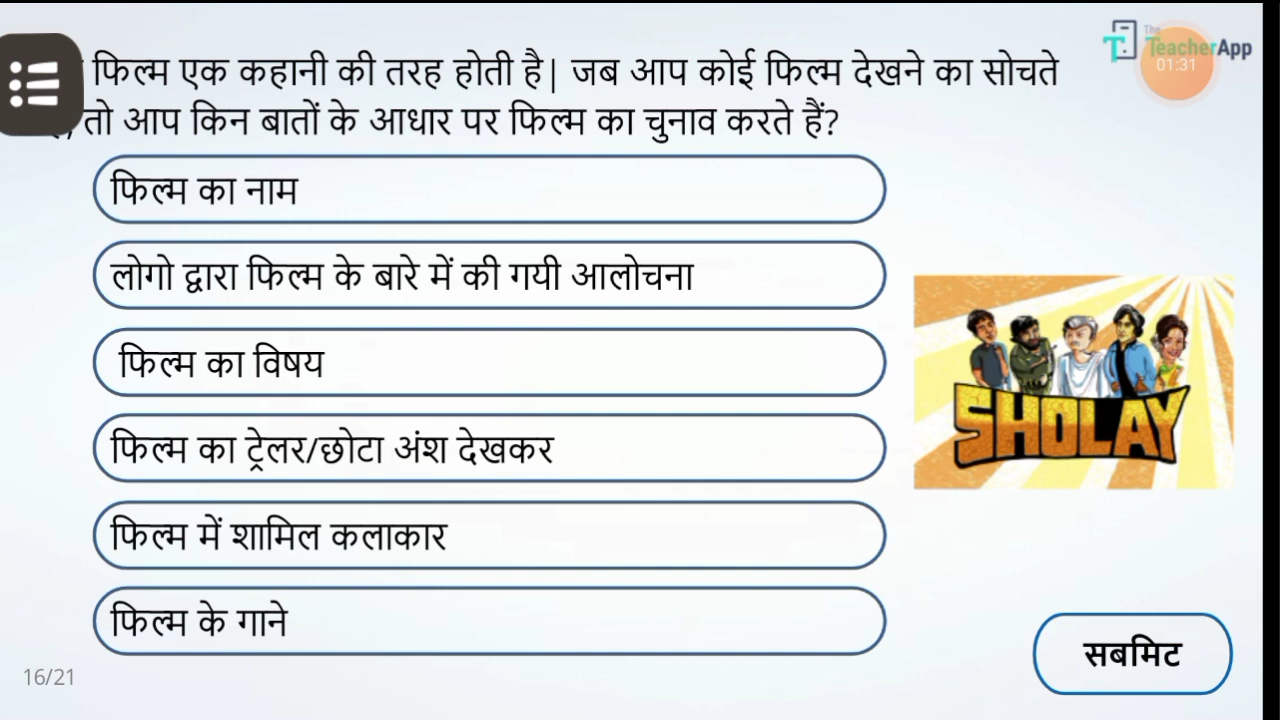 The
TeacherApp
01:31
फिल्म एक कहानी की तरह होती है| जब आप कोई फिल्म देखने का सोचते
तो आप किन बातों के आधार पर फिल्म का चुनाव करते हैं?
फिल्म का नाम
लोगो द्वारा फिल्म के बारे में की गयी आलोचना
फिल्म का विषय
फिल्म का ट्रेलर/छोटा अंश देखकर
फिल्म में शामिल कलाकार
फिल्म के गाने
SHOLAY
सबमिट
16/21